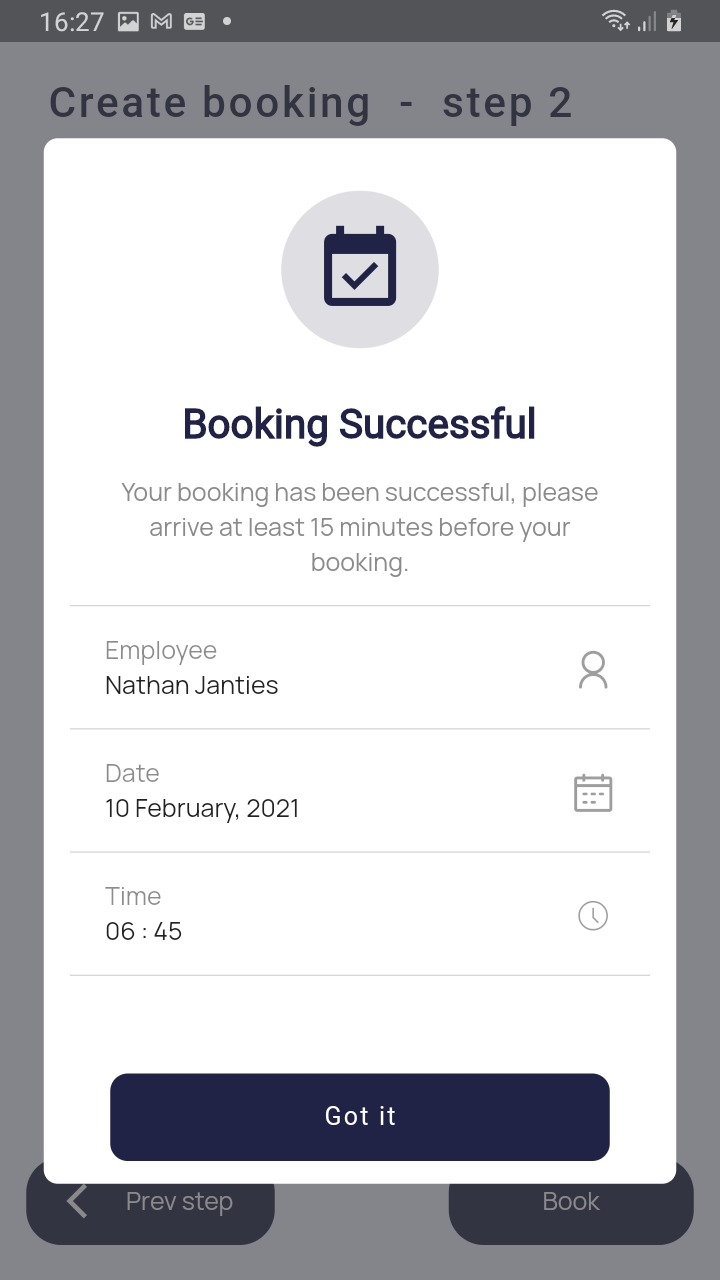 16:27
Create booking - step 2
Booking Successful
Your booking has been successful, please
arrive at least 15 minutes before your
booking.
Employee
Nathan Janties
Date
10 February, 2021
Time
06 : 45
Got it
Prev step
Book